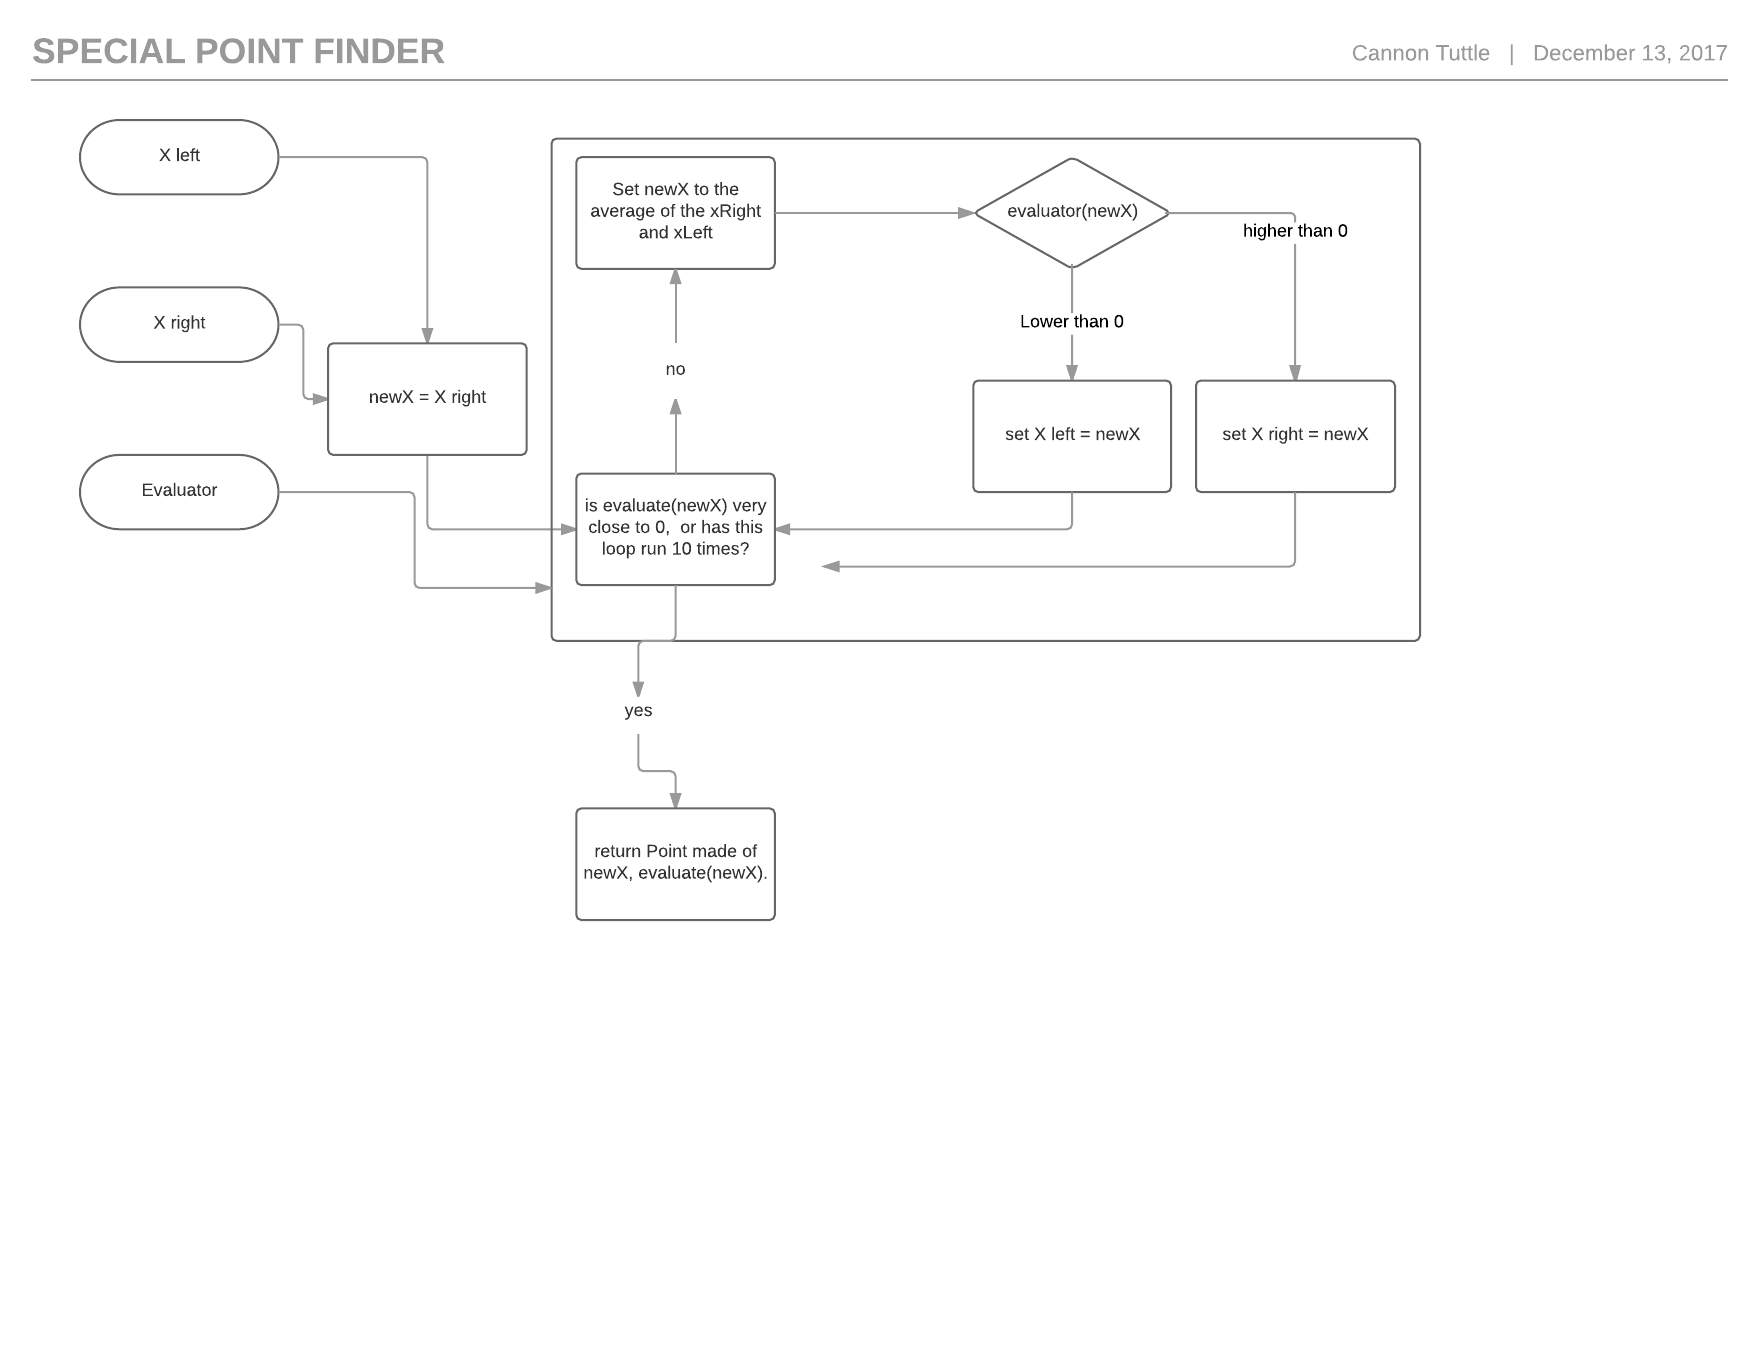 SPECIAL POINT FINDER
Cannon Tuttle | December 13, 2017
X left
X right
Evaluator
newX = X right
Set newX to the
average of the xRight
and xLeft
evaluator(newX)
higher than 0
Lower than 0
no
set X left = newX
set X right = newX
is evaluate(newX) very
close to 0,  or has this
loop run 10 times?
yes
return Point made of
newX, evaluate(newX).